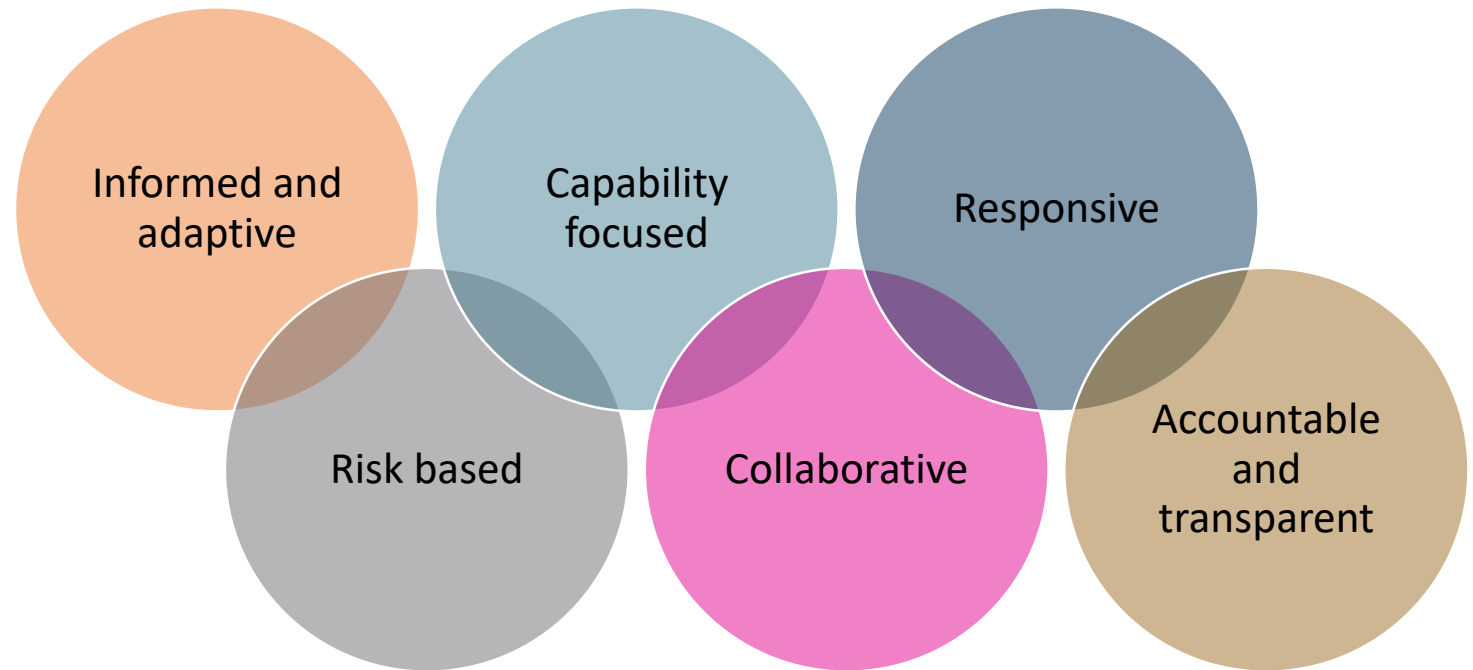 Informed and
adaptive
Capability
focused
Responsive
Risk based
Collaborative
Accountable
and
transparent